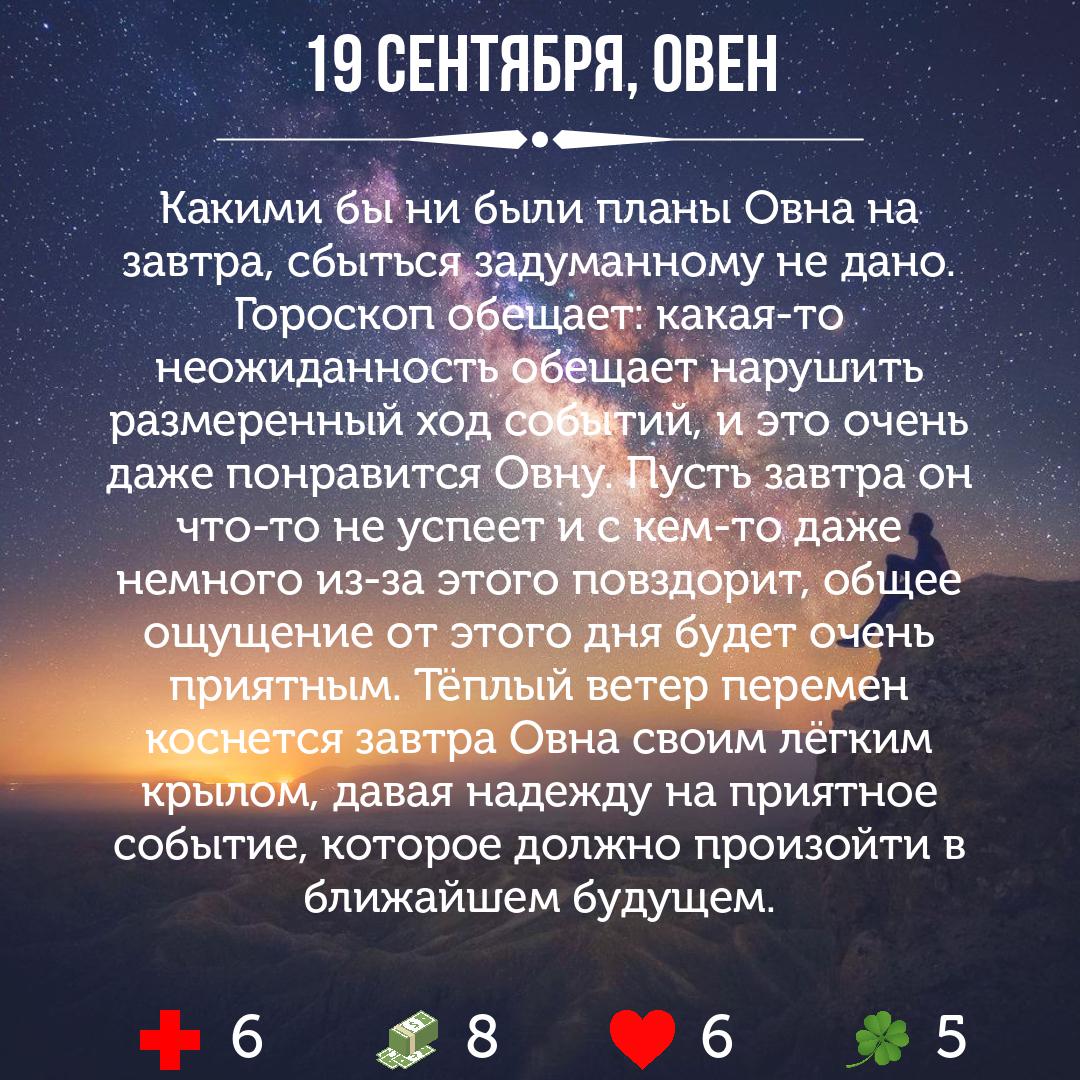 19 СЕНТЯБРЯ, ОВЕН
Какими бы ни были планы Овна на
завтра, сбыться задуманному не дано.
Гороскоп обещает: какая-то
неожиданность обещает нарушить
размеренный ход событий, и это очень
даже понравится Овну. Пусть завтра он
что-то не успеет и с кем-то даже
немного из-за этого повздорит, общее
ощущение от этого дня будет очень
приятным. Тёплый ветер перемен
коснется завтра Овна своим лёгким
крылом, давая надежду на приятное
событие, которое должно произойти в
ближайшем будущем.
6 8 6 5